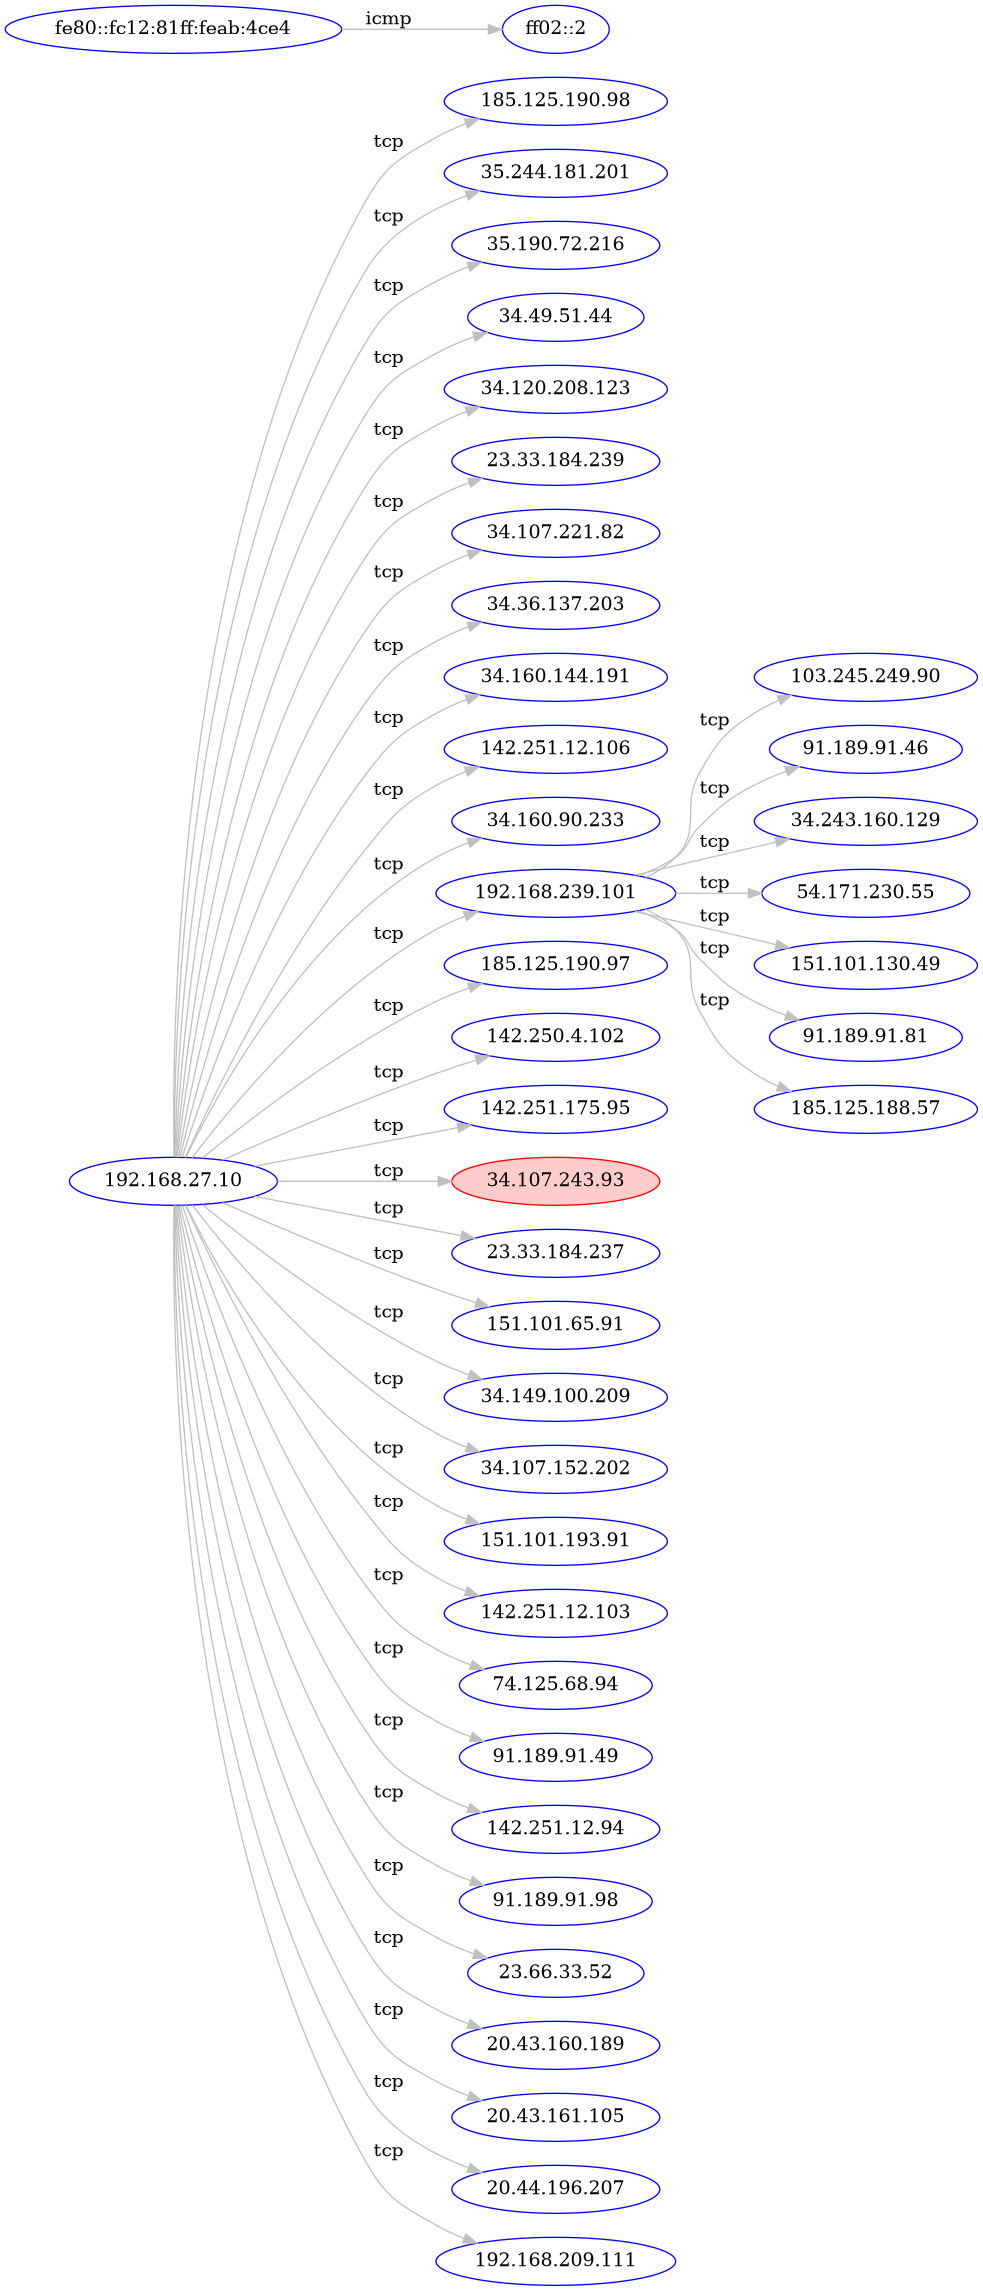 fe80::fc12:81ff:feab:4ce4 icmp ff02::2
185.125.190.98
tcp
35.244.181.201
tcp
35.190.72.216
tcp
34.49.51.44
tcp
34.120.208.123
tcp
23.33.184.239
tcp
34.107.221.82
tcp
34.36.137.203
tcp
34.160.144.191
103.245.249.90
tcp
tcp
142.251.12.106
91.189.91.46
tcp
tcp
34.160.90.233
34.243.160.129
tcp
tcp
192.168.239.101
tcp
54.171.230.55
tcp
tcp
185.125.190.97
151.101.130.49
tcp
tcp
142.250.4.102
91.189.91.81
tcp
tcp
142.251.175.95
185.125.188.57
tcp
192.168.27.10
tcp
34.107.243.93
tcp
23.33.184.237
tcp
151.101.65.91
tcp
34.149.100.209
tcp
34.107.152.202
tcp
151.101.193.91
tcp
142.251.12.103
tcp
74.125.68.94
tcp
91.189.91.49
tcp
142.251.12.94
tcp
91.189.91.98
tcp
23.66.33.52
tcp
20.43.160.189
tcp
20.43.161.105
tcp
20.44.196.207
tcp
192.168.209.111